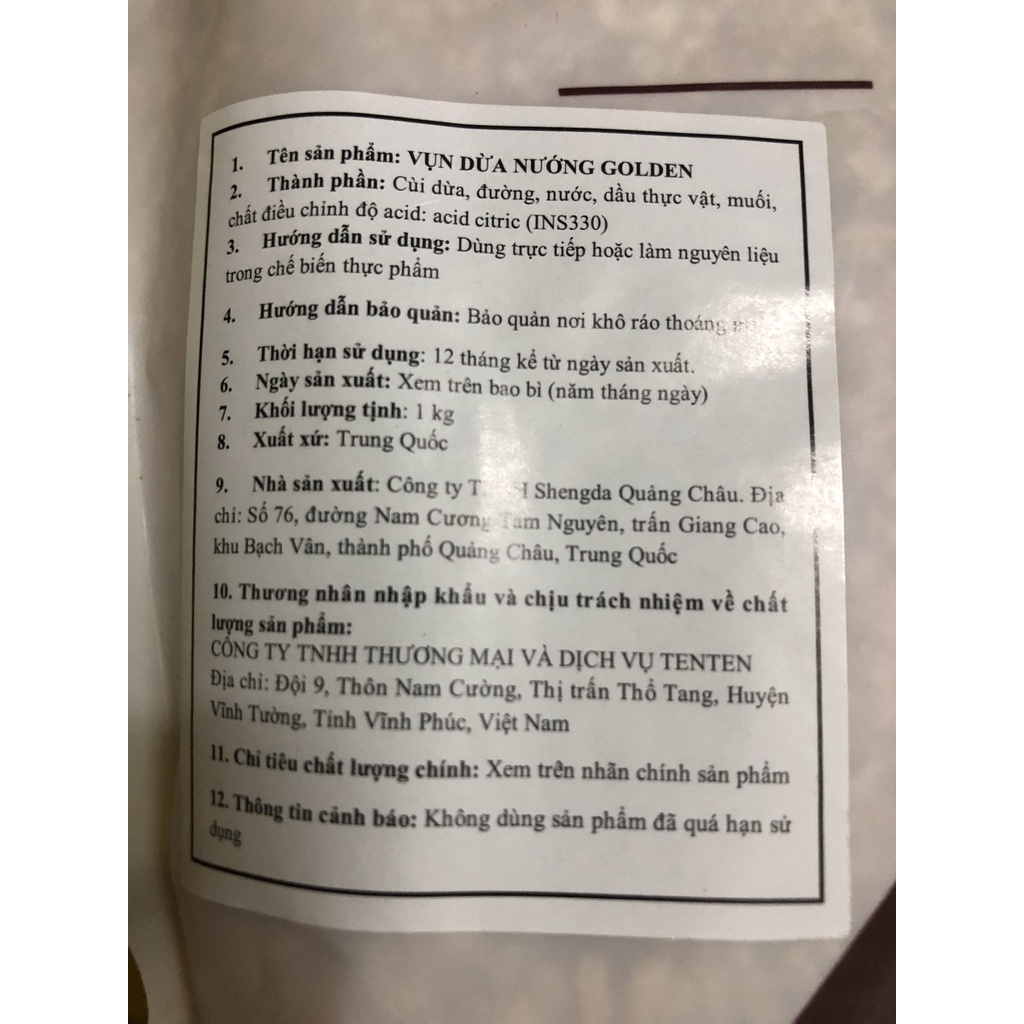 1. Tên sản phẩm: VỤN DỪA NƯỚNG GOLDEN
2. Thành phần: Cùi dừa, đường, nước, dầu thực vật, muối,
chất điều chỉnh độ acid: acid citric (INS330)
3. Hướng dẫn sử dụng: Dùng trực tiếp hoặc làm nguyên liệu
trong chế biến thực phẩm
4. Hướng dẫn bảo quản: Bảo quản nơi khô ráo thoáng
5. Thời hạn sử dụng: 12 tháng kể từ ngày sản xuất.
6. Ngày sản xuất: Xem trên bao bì (năm tháng ngày)
7. Khối lượng tịnh: 1 kg
8. Xuất xứ: Trung Quốc
9. Nhà sản xuất: Công ty Shengda Quảng Châu. Địa
chỉ: Số 76, đường Nam Cương Nguyên, trấn Giang Cao,
khu Bạch Vân, thành phố Quảng Châu, Trung Quốc
10. Thương nhân nhập khẩu và chịu trách nhiệm về chất
lượng sản phẩm:
CÔNG TY TNHH THƯƠNG MẠI VÀ DỊCH VỤ TENTEN
Địa chỉ: Đội 9, Thôn Nam Cường, Thị trấn Thổ Tang, Huyện
Vĩnh Tường, Tỉnh Vĩnh Phúc, Việt Nam
11. Chỉ tiêu chất lượng chính: Xem trên nhãn chính sản phẩm
12. Thông tin cảnh báo: Không dùng sản phẩm đã quá hạn sử
dụng